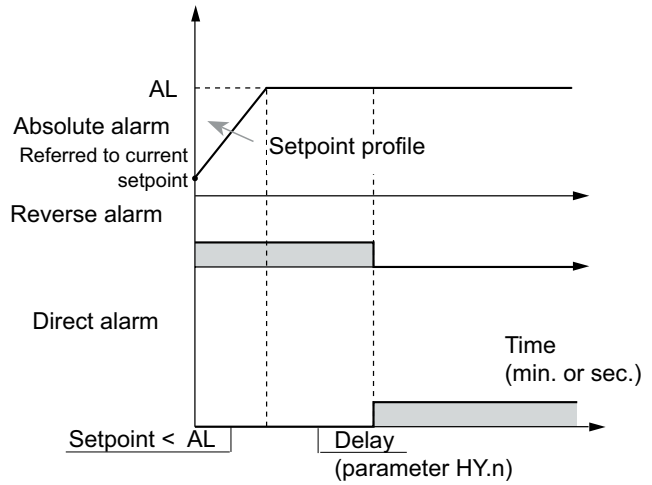 AL
Absolute alarm
Referred to current
setpoint
Setpoint profile
Reverse alarm
Direct alarm
Time
(min. or sec.)
Setpoint < AL
Delay
(parameter HY.n)